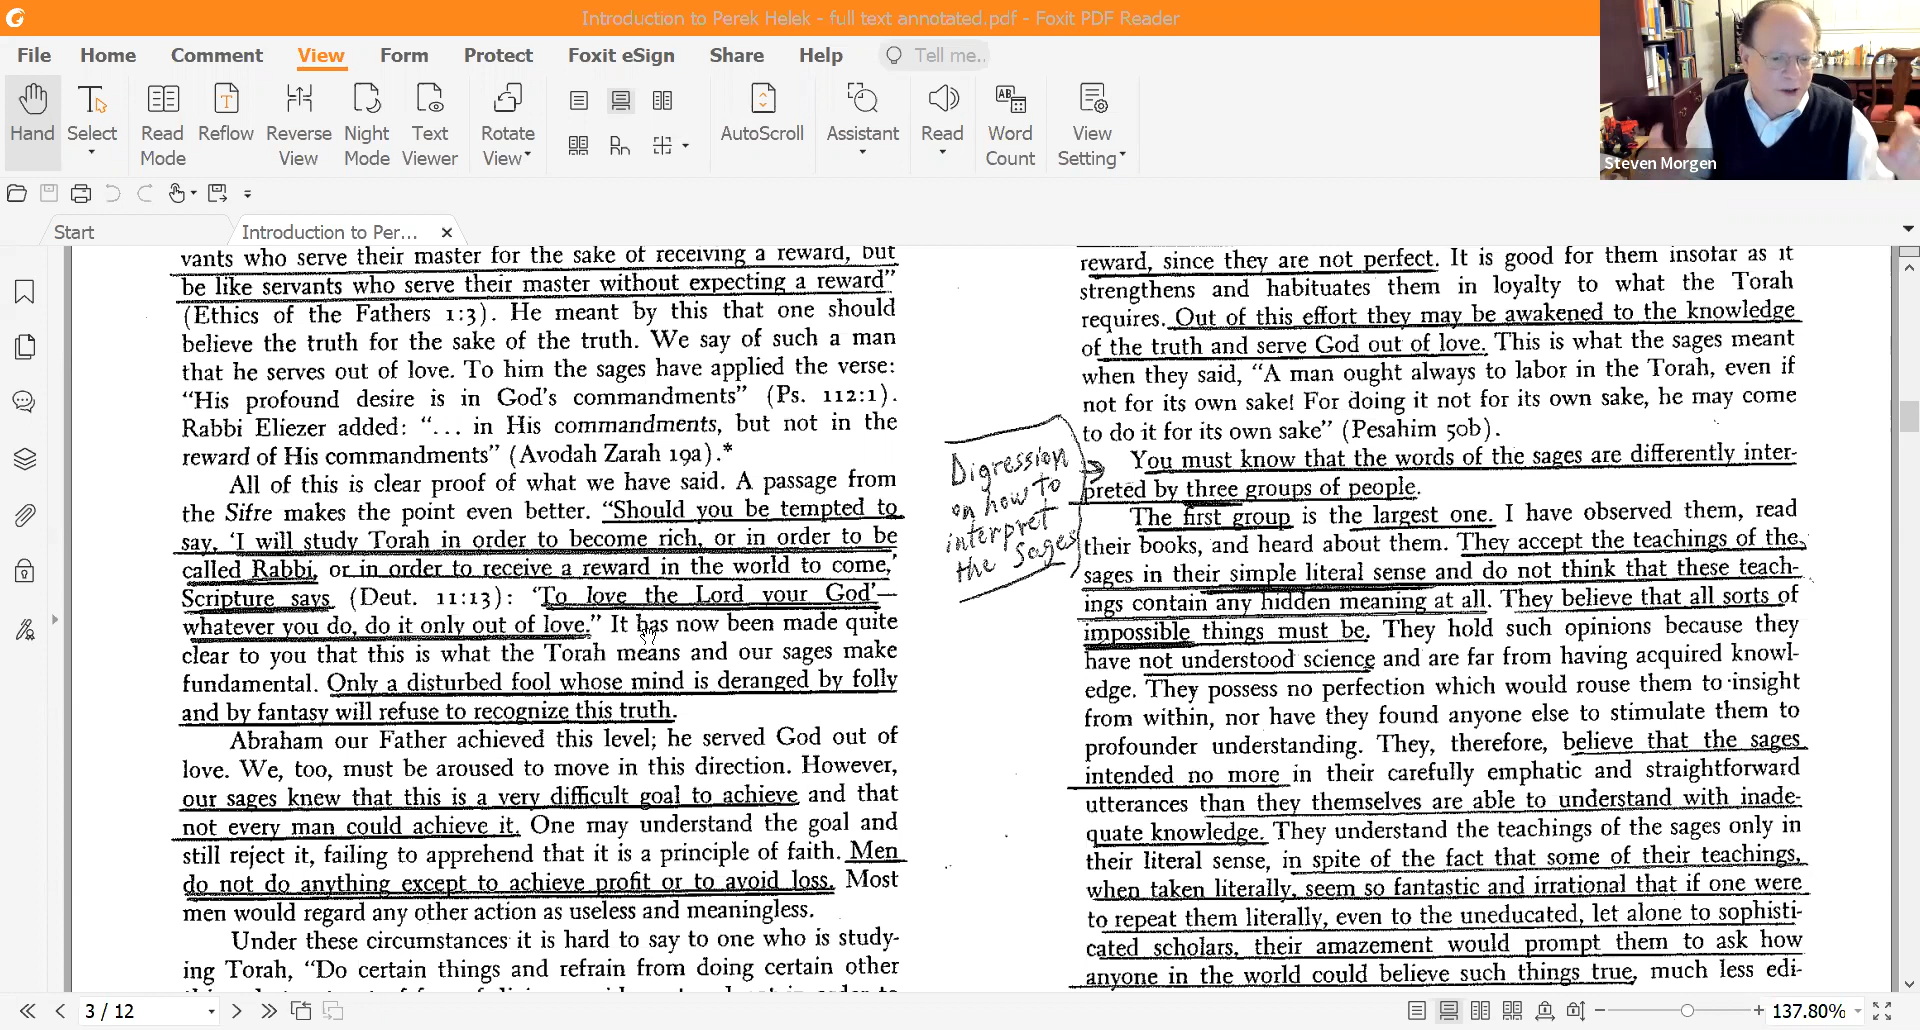 Introduction to Perek Helek - full text annotated.pdf - Foxit PDF Reader
File Home Comment View Form Protect Foxit eSign Share Help Tell me..
Hand Select Read Mode Reflow Reverse View Night Mode Text Viewer Rotate View AutoScroll Assistant Read Word Count View Setting
Steven Morgen
Start Introduction to Per...
vants who serve their master for the sake of receiving a reward, but
be like servants who serve their master without expecting a reward"
(Ethics of the Fathers 1:3). He meant by this that one should
believe the truth for the sake of the truth. We say of such a man
that he serves out of love. To him the sages have applied the verse:
"His profound desire is in God's commandments" (Ps. 112:1).
Rabbi Eliezer added: "... in His commandments, but not in the
reward of His commandments" (Avodah Zarah 19a).*
All of this is clear proof of what we have said. A passage from
the Sifre makes the point even better. "Should you be tempted to
say, 'I will study Torah in order to become rich, or in order to be
called Rabbi, or in order to receive a reward in the world to come,'
Scripture says (Deut. 11:13): 'To love the Lord your God'—
whatever you do, do it only out of love." It has now been made quite
clear to you that this is what the Torah means and our sages make
fundamental. Only a disturbed fool whose mind is deranged by folly
and by fantasy will refuse to recognize this truth.
Abraham our Father achieved this level; he served God out of
love. We, too, must be aroused to move in this direction. However,
our sages knew that this is a very difficult goal to achieve and that
not every man could achieve it. One may understand the goal and
still reject it, failing to apprehend that it is a principle of faith. Men
do not do anything except to achieve profit or to avoid loss. Most
men would regard any other action as useless and meaningless.
Under these circumstances it is hard to say to one who is study-
ing Torah, "Do certain things and refrain from doing certain other
Digression
on how to
interpret
the Sages
reward, since they are not perfect. It is good for them insofar as it
strengthens and habituates them in loyalty to what the Torah
requires. Out of this effort they may be awakened to the knowledge
of the truth and serve God out of love. This is what the sages meant
when they said, "A man ought always to labor in the Torah, even if
not for its own sake! For doing it not for its own sake, he may come
to do it for its own sake" (Pesahim 50b).
You must know that the words of the sages are differently inter-
preted by three groups of people.
The first group is the largest one. I have observed them, read
their books, and heard about them. They accept the teachings of the
sages in their simple literal sense and do not think that these teach-
ings contain any hidden meaning at all. They believe that all sorts of
impossible things must be. They hold such opinions because they
have not understood science and are far from having acquired knowl-
edge. They possess no perfection which would rouse them to insight
from within, nor have they found anyone else to stimulate them to
profounder understanding. They, therefore, believe that the sages
intended no more in their carefully emphatic and straightforward
utterances than they themselves are able to understand with inade-
quate knowledge. They understand the teachings of the sages only in
their literal sense, in spite of the fact that some of their teachings,
when taken literally, seem so fantastic and irrational that if one were
to repeat them literally, even to the uneducated, let alone to sophisti-
cated scholars, their amazement would prompt them to ask how
anyone in the world could believe such things true, much less edi-
3 / 12 137.80%